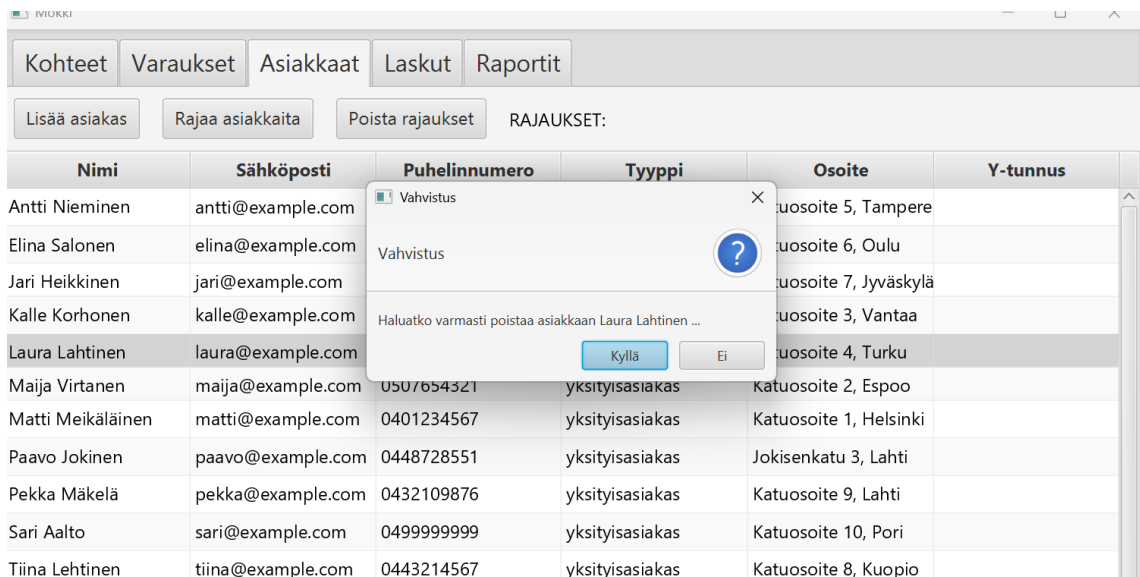 Mökki
Kohteet Varaukset Asiakkaat Laskut Raportit
Lisää asiakas Rajaa asiakkaita Poista rajaukset RAJAUKSET:
Nimi Sähköposti Puhelinnumero Tyyppi Osoite Y-tunnus
Vahvistus
Vahvistus
Haluatko varmasti poistaa asiakkaan Laura Lahtinen ...
Kyllä Ei
Antti Nieminen antti@example.com tuosoite 5, Tampere
Elina Salonen elina@example.com tuosoite 6, Oulu
Jari Heikkinen jari@example.com tuosoite 7, Jyväskylä
Kalle Korhonen kalle@example.com tuosoite 3, Vantaa
Laura Lahtinen laura@example.com tuosoite 4, Turku
Maija Virtanen maija@example.com 0507654321 yksityisasiakas Katuosoite 2, Espoo
Matti Meikäläinen matti@example.com 0401234567 yksityisasiakas Katuosoite 1, Helsinki
Paavo Jokinen paavo@example.com 0448728551 yksityisasiakas Jokisenkatu 3, Lahti
Pekka Mäkelä pekka@example.com 0432109876 yksityisasiakas Katuosoite 9, Lahti
Sari Aalto sari@example.com 0499999999 yksityisasiakas Katuosoite 10, Pori
Tiina Lehtinen tiina@example.com 0443214567 yksityisasiakas Katuosoite 8, Kuopio